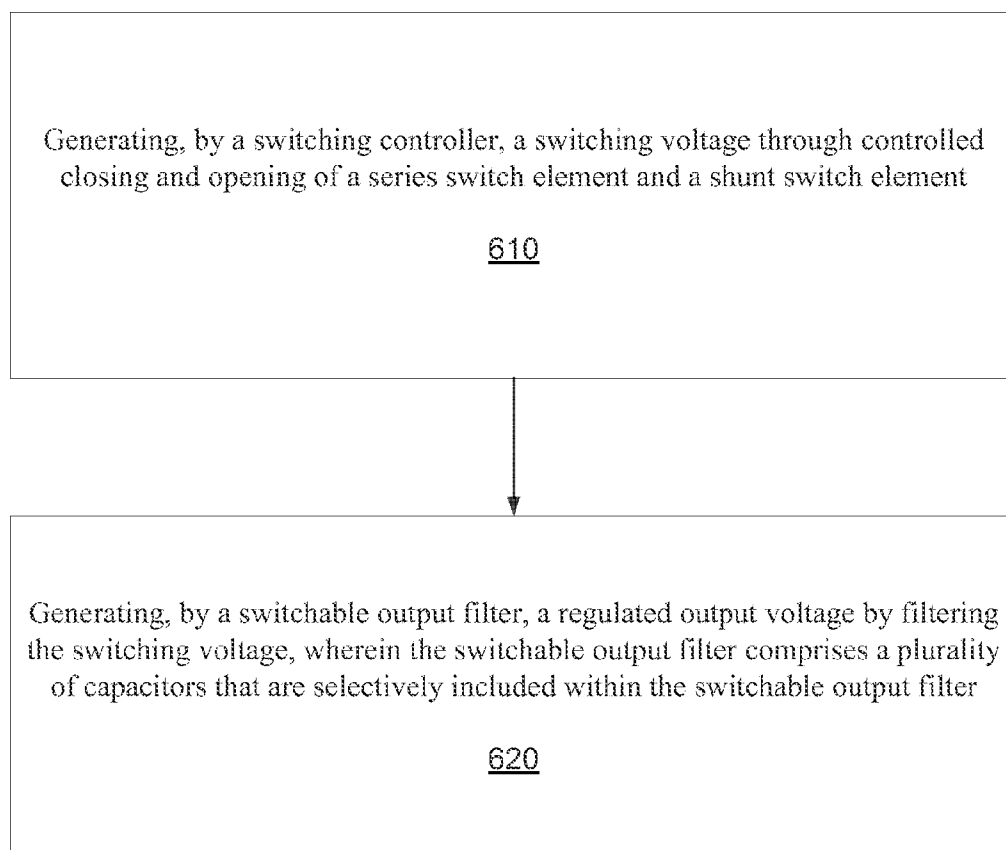 Generating, by a switching controller, a switching voltage through controlled
closing and opening of a series switch element and a shunt switch element
610
Generating, by a switchable output filter, a regulated output voltage by filtering
the switching voltage, wherein the switchable output filter comprises a plurality
of capacitors that are selectively included within the switchable output filter
620